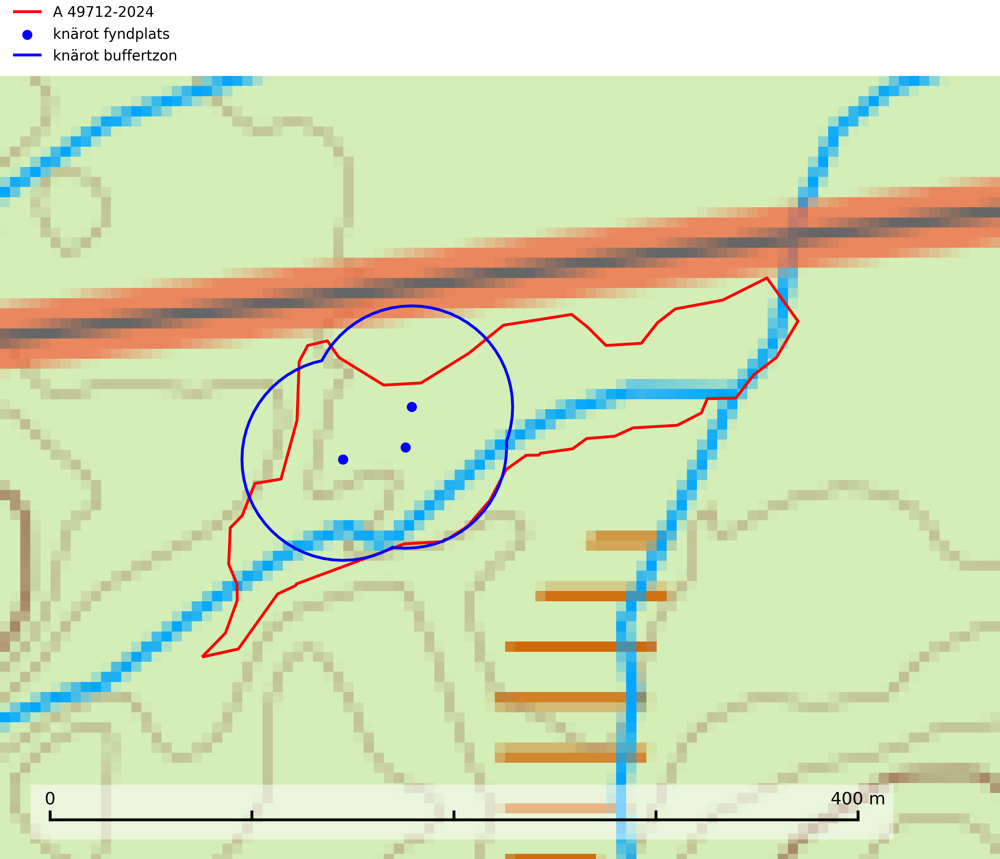 A 49712-2024
knärot fyndplats
knärot buffertzon
0
400 m